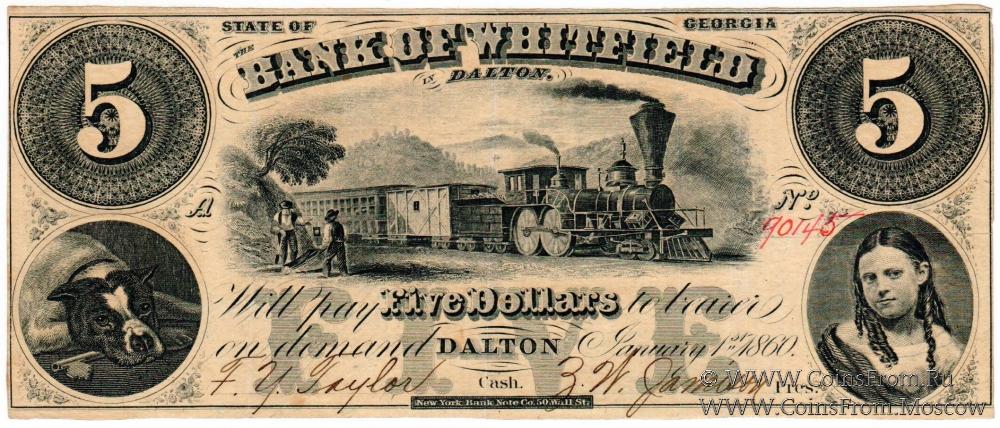 STATE OF GEORGIA
THE BANK OF WHITFIELD
IN DALTON.
5 5
A No. 90145
Will pay Five Dollars to bearer
on demand DALTON January 1st 1860.
FIVE
F. Y. Taylor Cash. Pres.
New York Bank Note Co. 50 Wall St.
© WWW.CoinsFrom.Ru
WWW.CoinsFrom.Moscow